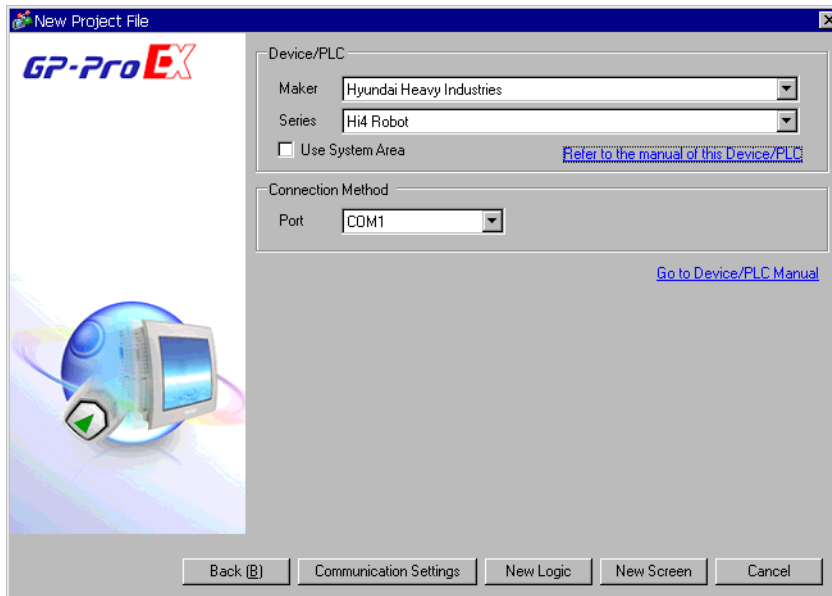 New Project File
GP-Pro EX
Device/PLC
Maker Hyundai Heavy Industries
Series Hi4 Robot
Use System Area Refer to the manual of this Device/PLC
Connection Method
Port COM1
Go to Device/PLC Manual
Back (B) Communication Settings New Logic New Screen Cancel